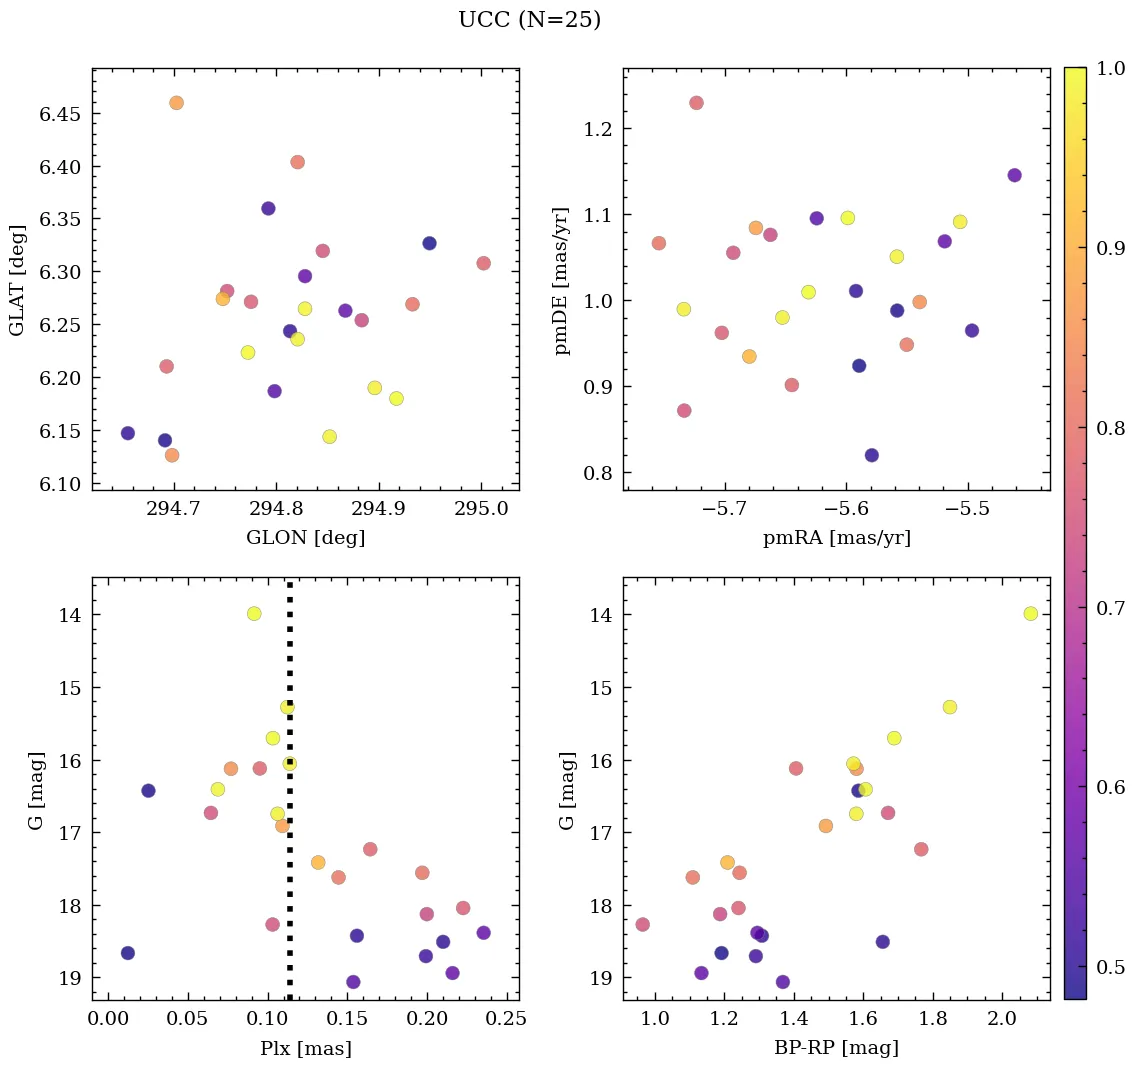 UCC (N=25)
6.45
6.40
6.35
6.30
6.25
6.20
6.15
6.10
GLAT [deg]
294.7 294.8 294.9 295.0
GLON [deg]
1.2
1.1
1.0
0.9
0.8
pmDE [mas/yr]
−5.7 −5.6 −5.5
pmRA [mas/yr]
14
15
16
17
18
19
G [mag]
0.00 0.05 0.10 0.15 0.20 0.25
Plx [mas]
14
15
16
17
18
19
G [mag]
1.0 1.2 1.4 1.6 1.8 2.0
BP-RP [mag]
1.0
0.9
0.8
0.7
0.6
0.5